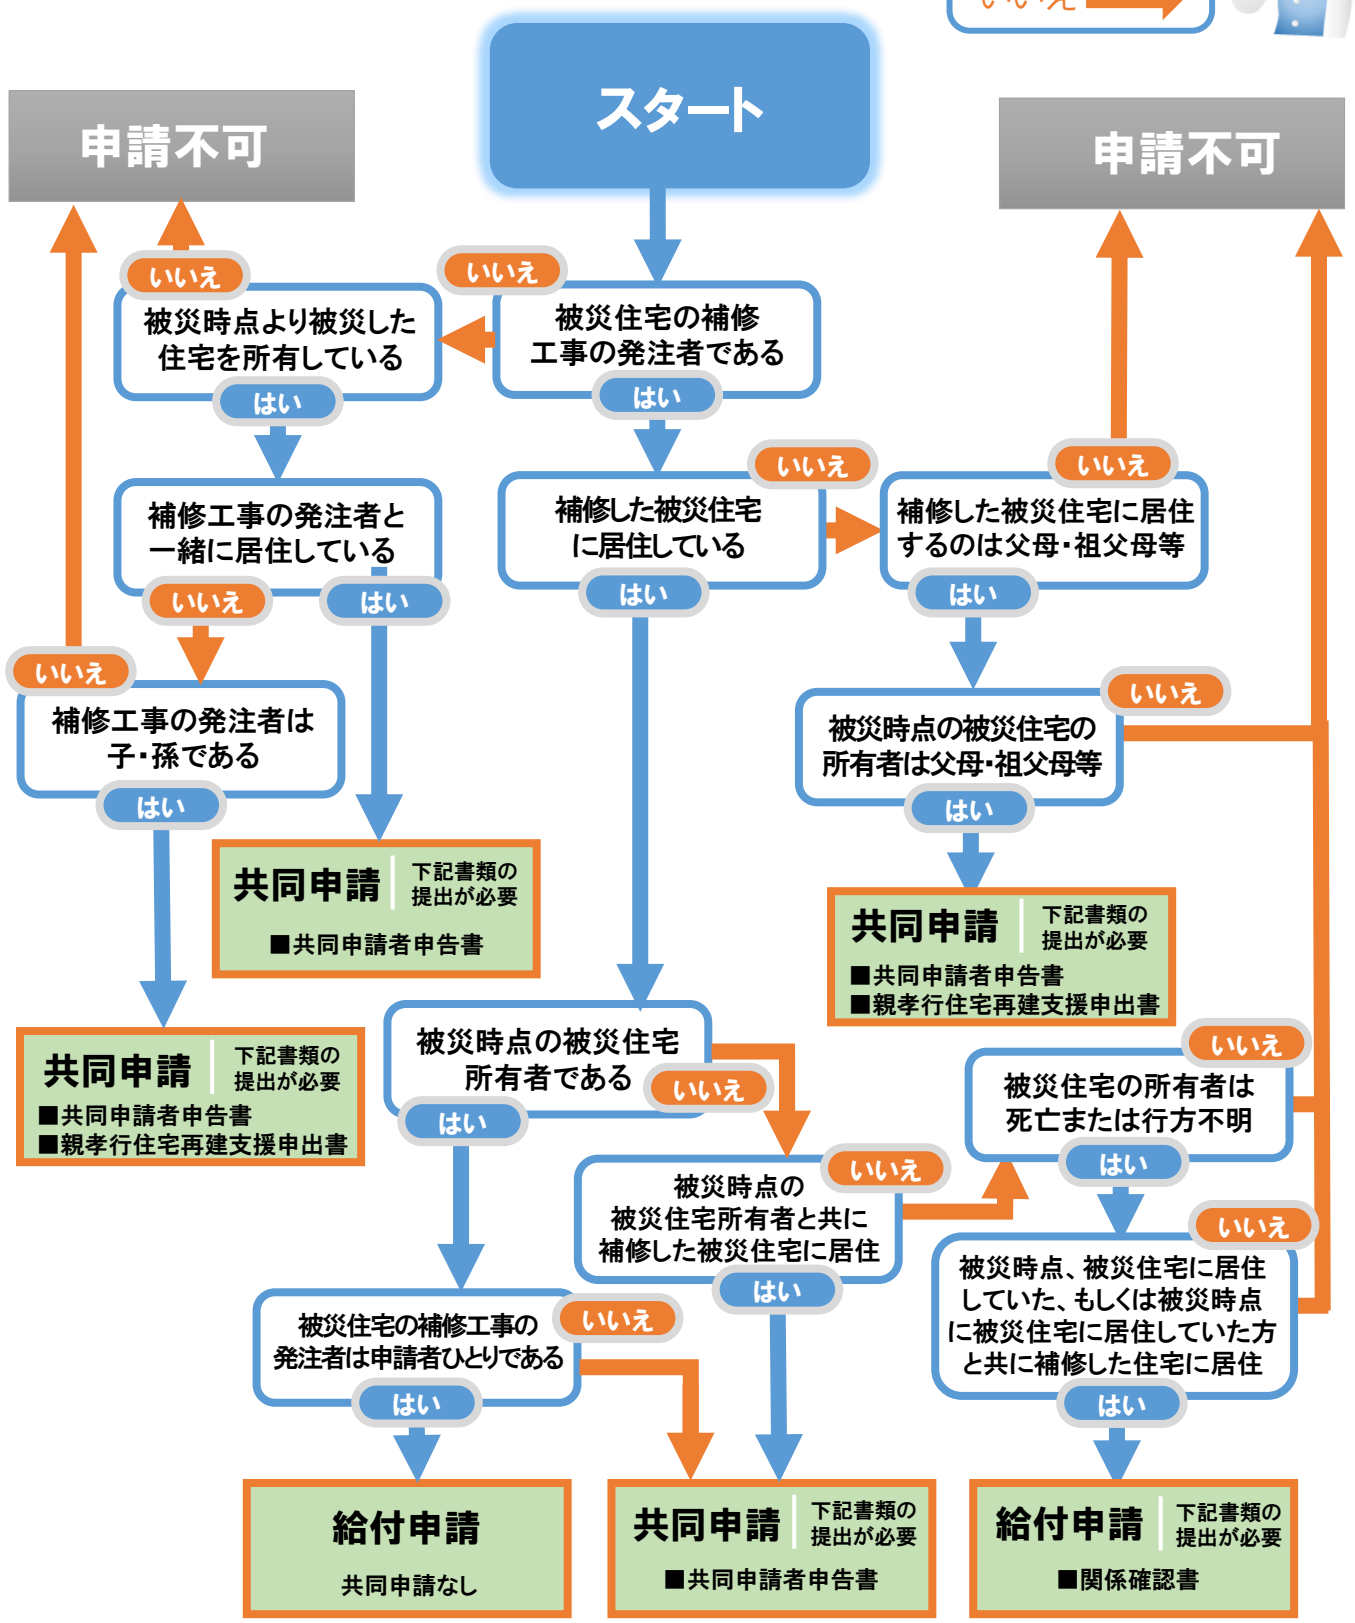 いいえ
スタート
申請不可
申請不可
いいえ
いいえ
被災時点より被災した
住宅を所有している
はい
被災住宅の補修
工事の発注者である
はい
いいえ
いいえ
補修工事の発注者と
一緒に居住している
いいえ
はい
補修した被災住宅
に居住している
はい
補修した被災住宅に居住
するのは父母・祖父母等
はい
いいえ
補修工事の発注者は
子・孫である
はい
いいえ
被災時点の被災住宅の
所有者は父母・祖父母等
はい
共同申請
下記書類の
提出が必要
■共同申請者申告書
共同申請
下記書類の
提出が必要
■共同申請者申告書
■親孝行住宅再建支援申出書
共同申請
下記書類の
提出が必要
■共同申請者申告書
■親孝行住宅再建支援申出書
被災時点の被災住宅
所有者である
いいえ
はい
いいえ
被災住宅の所有者は
死亡または行方不明
はい
いいえ
被災時点の
被災住宅所有者と共に
補修した被災住宅に居住
はい
いいえ
被災時点、被災住宅に居住
していた、もしくは被災時点
に被災住宅に居住していた方
と共に補修した住宅に居住
はい
いいえ
被災住宅の補修工事の
発注者は申請者ひとりである
はい
給付申請
共同申請なし
共同申請
下記書類の
提出が必要
■共同申請者申告書
給付申請
下記書類の
提出が必要
■関係確認書